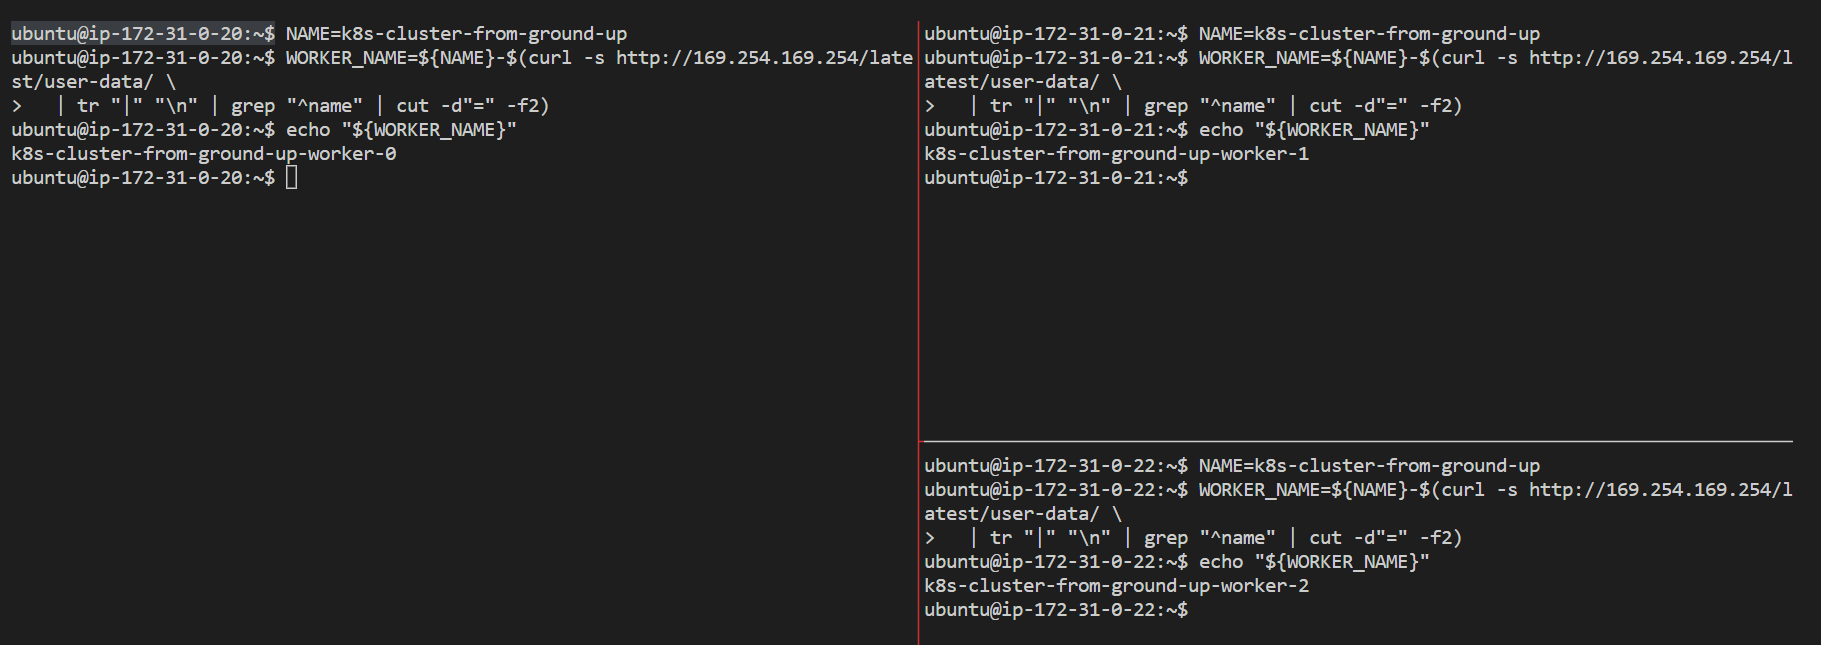 ubuntu@ip-172-31-0-20:~$ NAME=k8s-cluster-from-ground-up
ubuntu@ip-172-31-0-20:~$ WORKER_NAME=${NAME}-$(curl -s http://169.254.169.254/late
st/user-data/ \
>   | tr "|" "\n" | grep "^name" | cut -d"=" -f2)
ubuntu@ip-172-31-0-20:~$ echo "${WORKER_NAME}"
k8s-cluster-from-ground-up-worker-0
ubuntu@ip-172-31-0-20:~$
ubuntu@ip-172-31-0-21:~$ NAME=k8s-cluster-from-ground-up
ubuntu@ip-172-31-0-21:~$ WORKER_NAME=${NAME}-$(curl -s http://169.254.169.254/l
atest/user-data/ \
>   | tr "|" "\n" | grep "^name" | cut -d"=" -f2)
ubuntu@ip-172-31-0-21:~$ echo "${WORKER_NAME}"
k8s-cluster-from-ground-up-worker-1
ubuntu@ip-172-31-0-21:~$
ubuntu@ip-172-31-0-22:~$ NAME=k8s-cluster-from-ground-up
ubuntu@ip-172-31-0-22:~$ WORKER_NAME=${NAME}-$(curl -s http://169.254.169.254/l
atest/user-data/ \
>   | tr "|" "\n" | grep "^name" | cut -d"=" -f2)
ubuntu@ip-172-31-0-22:~$ echo "${WORKER_NAME}"
k8s-cluster-from-ground-up-worker-2
ubuntu@ip-172-31-0-22:~$